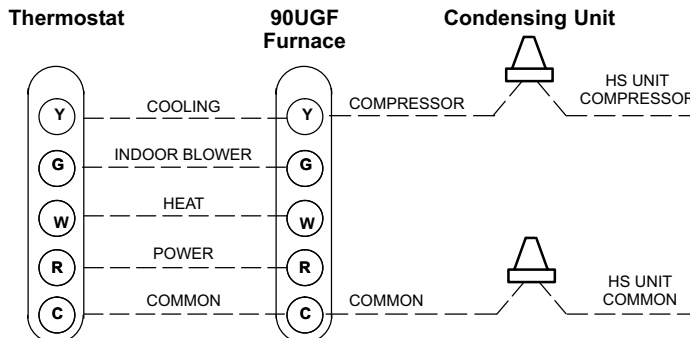 Thermostat
90UGF
Furnace
Condensing Unit
Y
COOLING
Y
COMPRESSOR
HS UNIT
COMPRESSOR
G
INDOOR BLOWER
G
W
HEAT
W
R
POWER
R
C
COMMON
C
COMMON
HS UNIT
COMMON